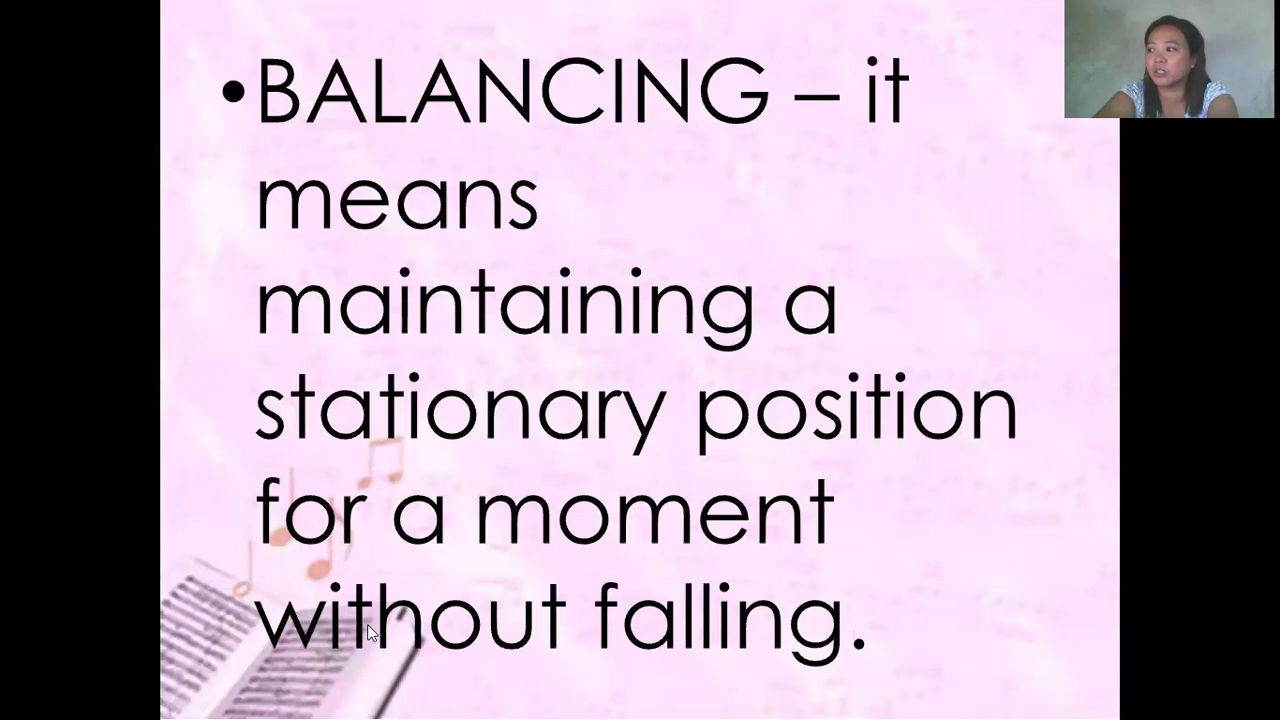 •BALANCING – it
means
maintaining a
stationary position
for a moment
without falling.